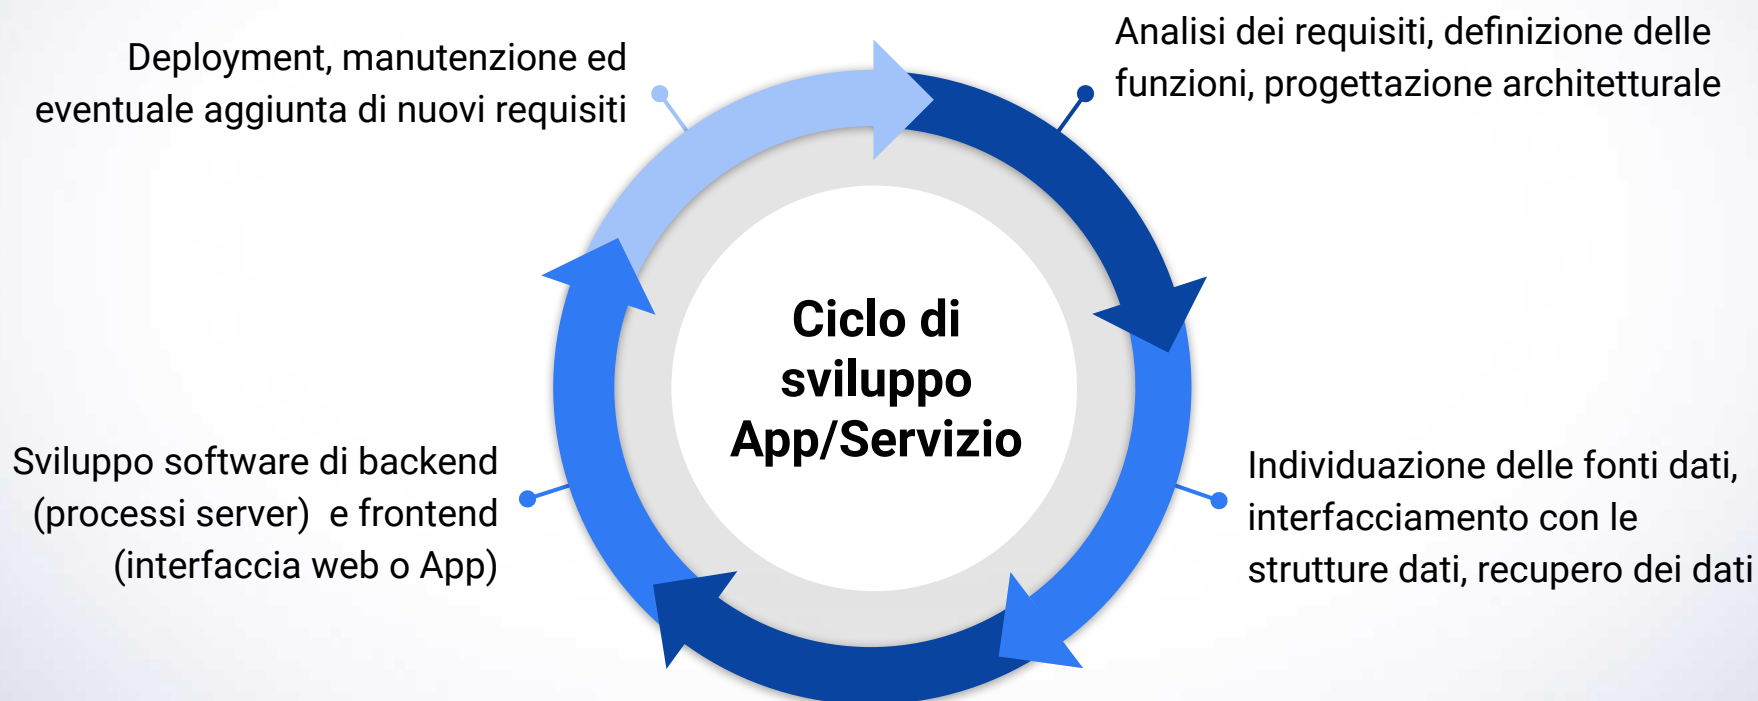 Deployment, manutenzione ed
eventuale aggiunta di nuovi requisiti
Analisi dei requisiti, definizione delle
funzioni, progettazione architetturale
Ciclo di
sviluppo
App/Servizio
Sviluppo software di backend
(processi server)  e frontend
(interfaccia web o App)
Individuazione delle fonti dati,
interfacciamento con le
strutture dati, recupero dei dati